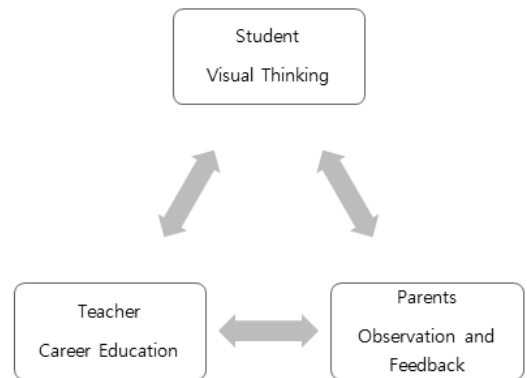 Student
Visual Thinking
Teacher
Career Education
Parents
Observation and
Feedback